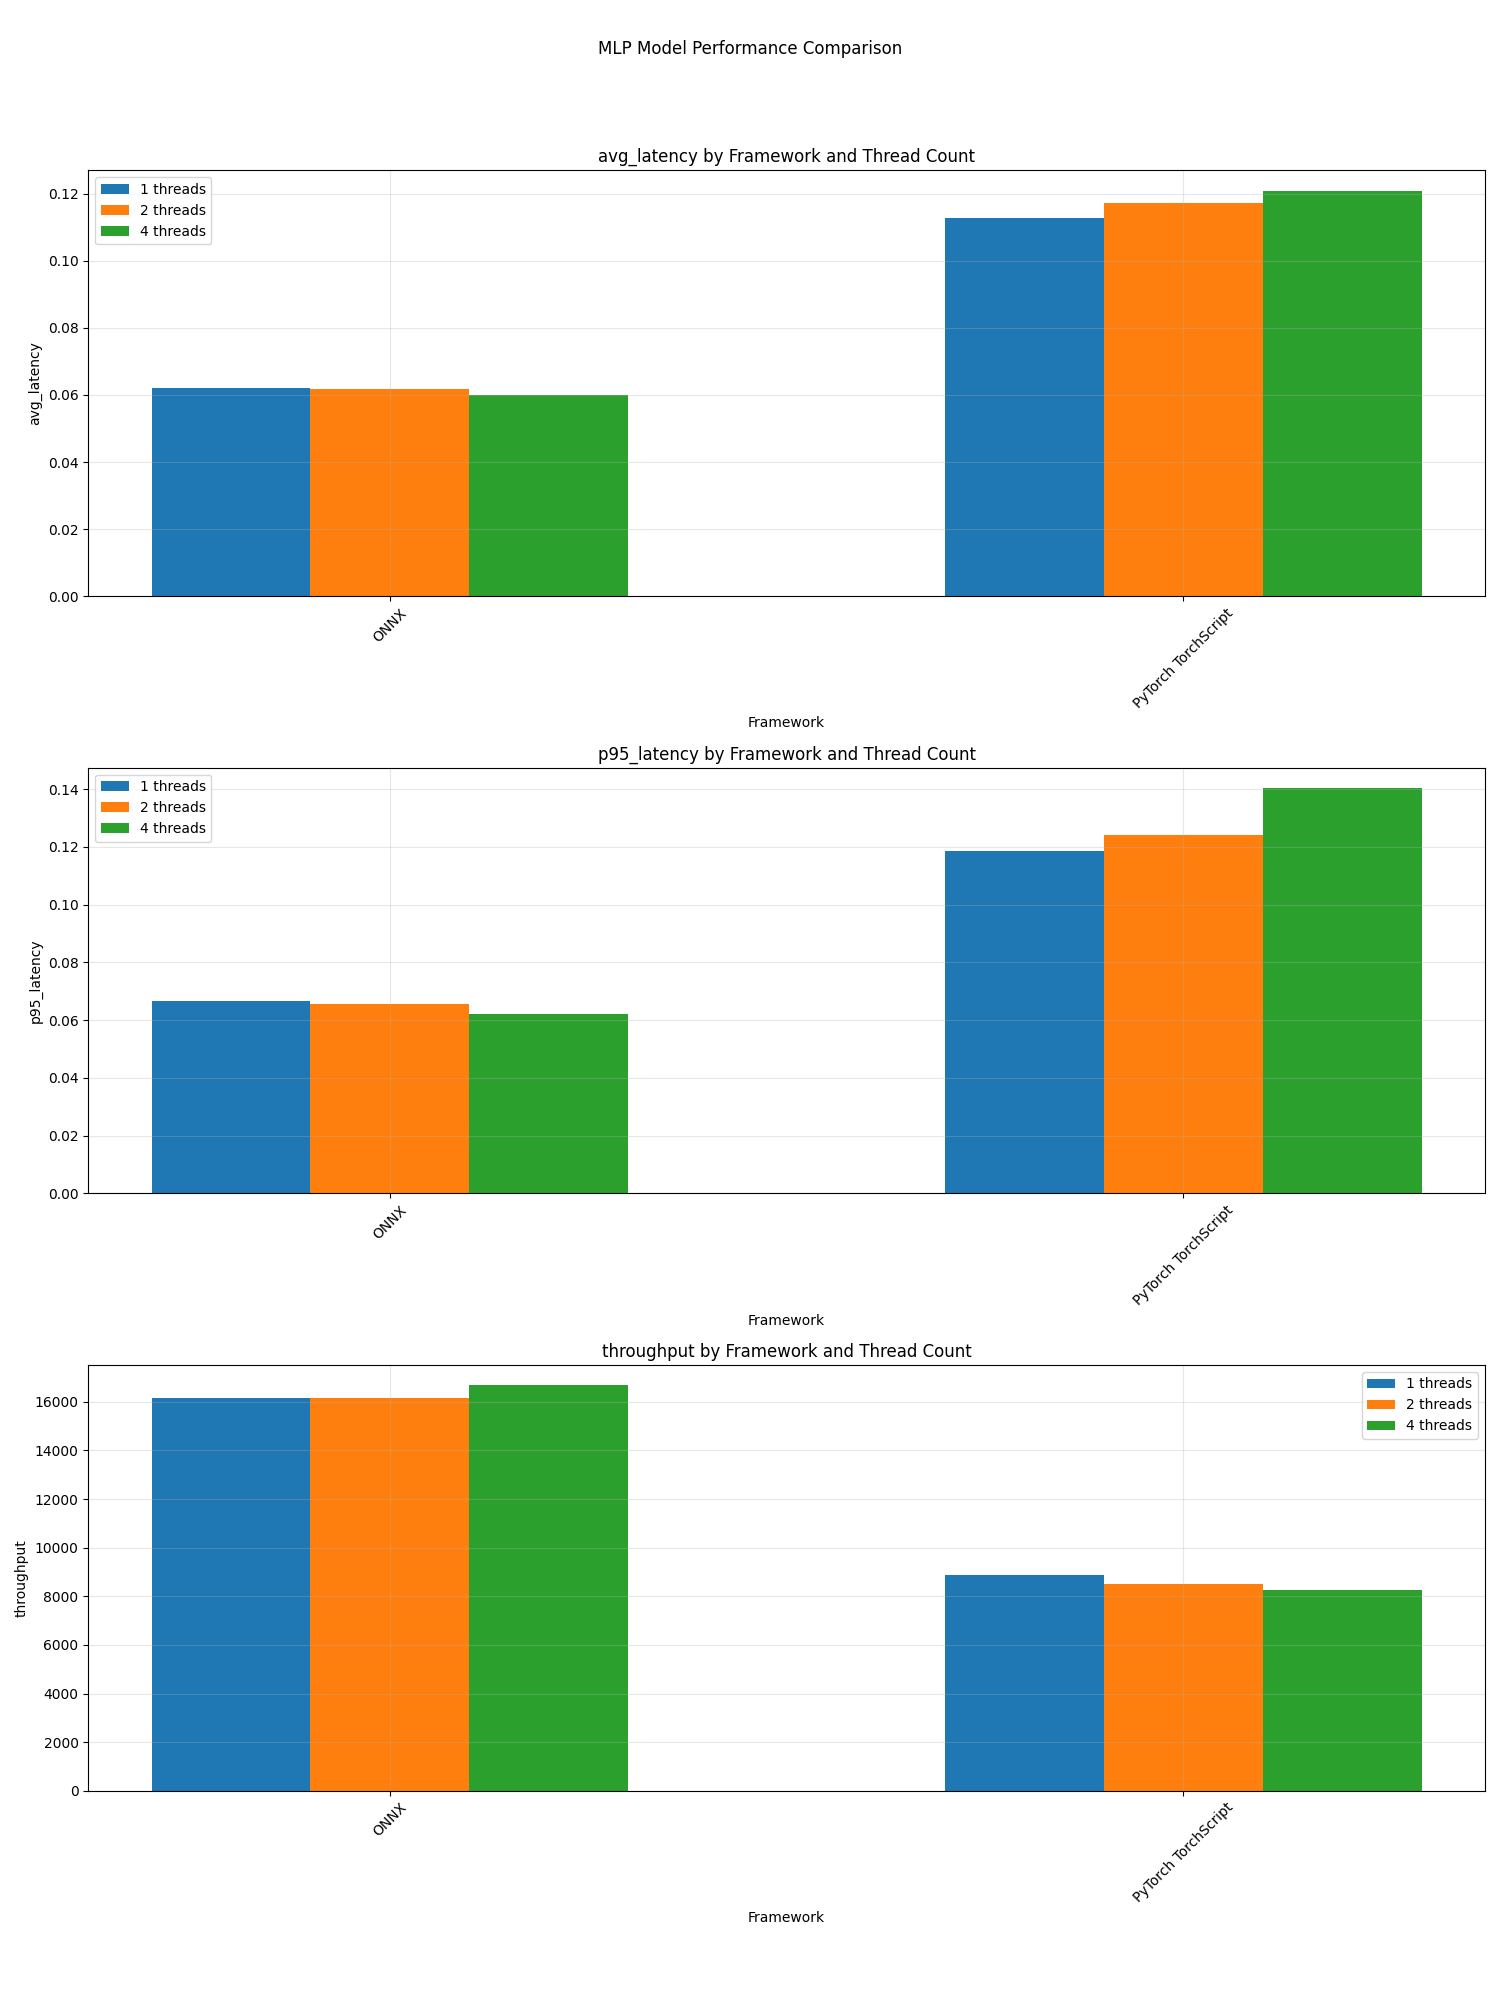 MLP Model Performance Comparison
avg_latency by Framework and Thread Count
1 threads
2 threads
4 threads
0.12
0.10
0.08
0.06
0.04
0.02
0.00
avg_latency
ONNX
PyTorch TorchScript
Framework
p95_latency by Framework and Thread Count
1 threads
2 threads
4 threads
0.14
0.12
0.10
0.08
0.06
0.04
0.02
0.00
p95_latency
ONNX
PyTorch TorchScript
Framework
throughput by Framework and Thread Count
1 threads
2 threads
4 threads
16000
14000
12000
10000
8000
6000
4000
2000
0
throughput
ONNX
PyTorch TorchScript
Framework